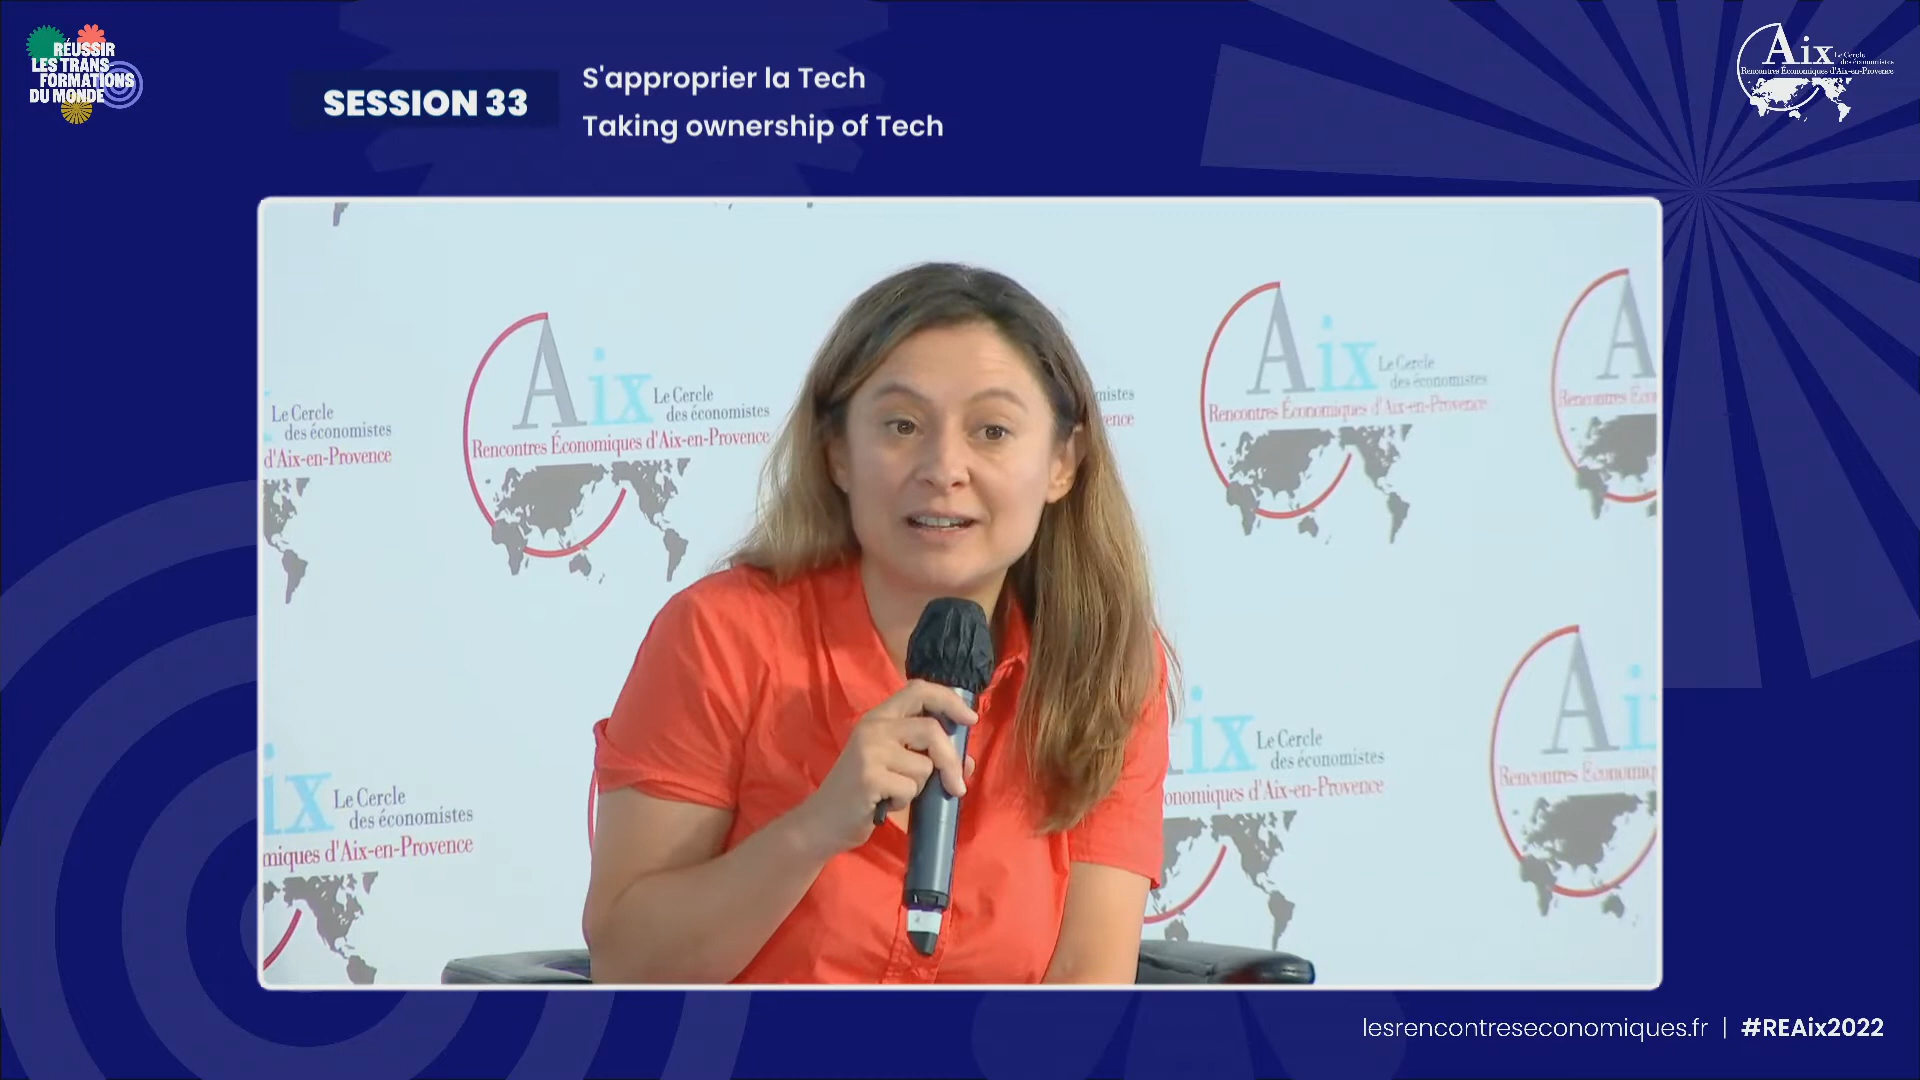 RÉUSSIR
LES TRANS
FORMATIONS
DU MONDE
SESSION 33
S'approprier la Tech
Taking ownership of Tech
Aix Le Cercle
des économistes
Rencontres Économiques d'Aix-en-Provence
Le Cercle
des économistes
d'Aix-en-Provence
Aix Le Cercle
des économistes
Rencontres Économiques d'Aix-en-Provence
Aix Le Cercle
des économistes
Rencontres Économiques d'Aix-en-Provence
A
Rencontres
ix Le Cercle
des économistes
d'Aix-en-Provence
ix Le Cercle
des économistes
d'Aix-en-Provence
Ai
Rencontres
lesrencontreseconomiques.fr | #REAix2022